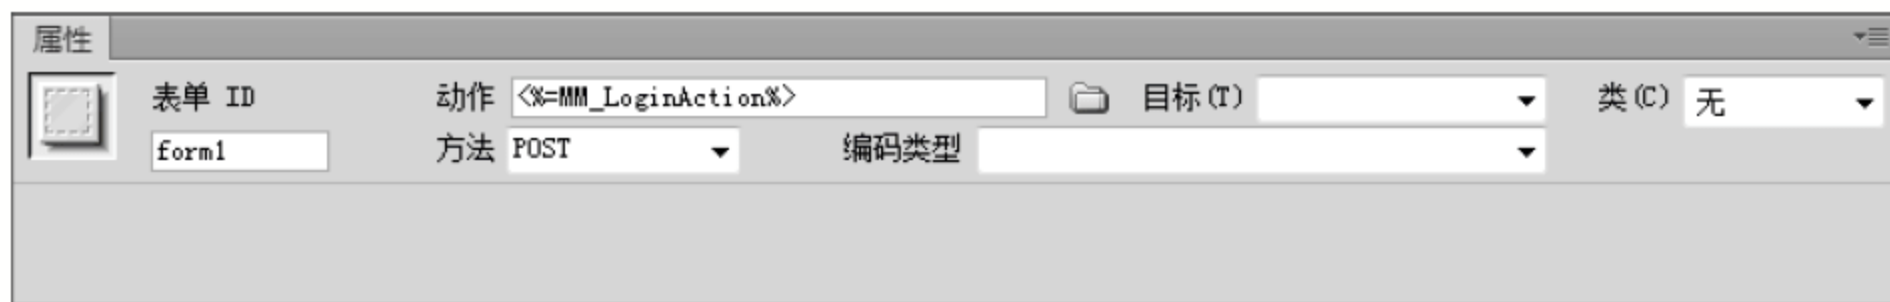 属性
表单 ID 动作 <%=MM_LoginAction%> 目标(T) 类(C) 无
form1 方法 POST 编码类型